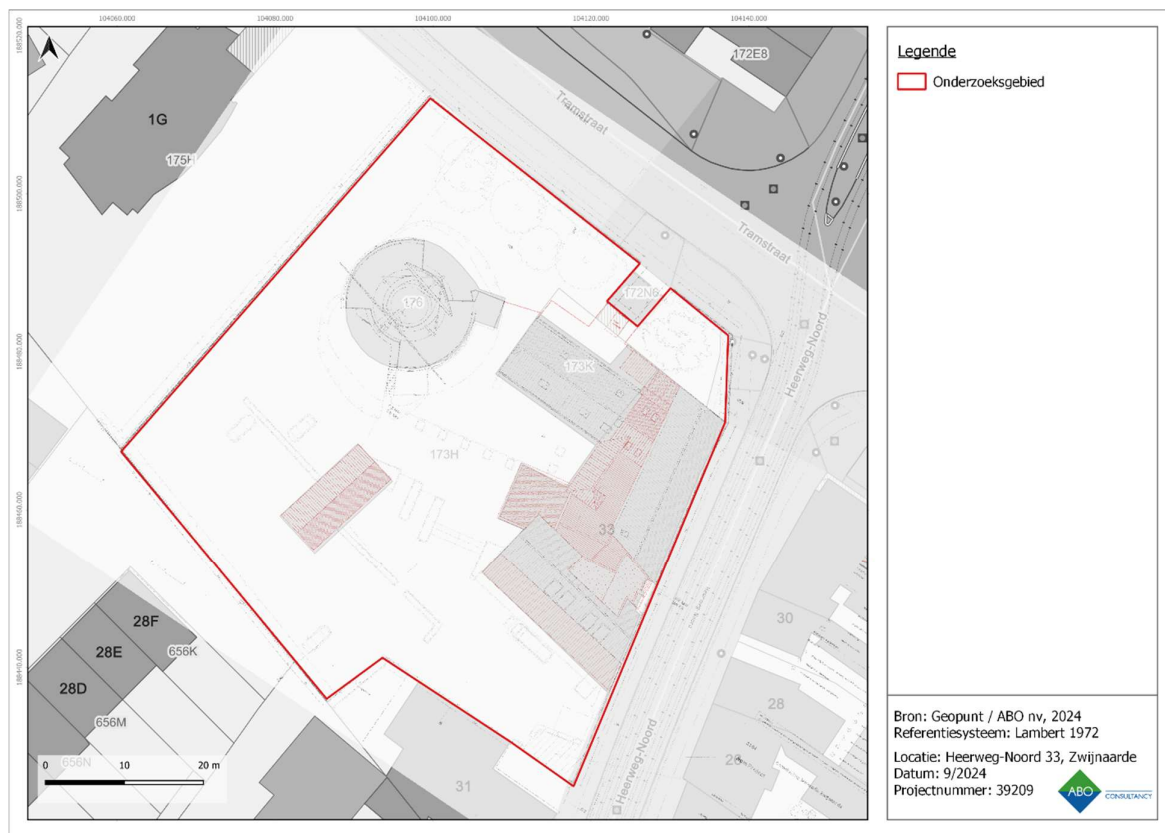 104060.000 104080.000 104100.000 104120.000 104140.000
188520.000
188500.000
188480.000
188460.000
188440.000
172E8
1G
175H
Tramstraat
Tramstraat
172N6
176
Heerweg-Noord
173K
173H
33
30
28F
28E
656K
28D
656M
28
656N
31
Heerweg-Noord
0 10 20 m
Legende
Onderzoeksgebied
Bron: Geopunt / ABO nv, 2024
Referentiesysteem: Lambert 1972
Locatie: Heerweg-Noord 33, Zwijnaarde
Datum: 9/2024
Projectnummer: 39209
ABO CONSULTANCY